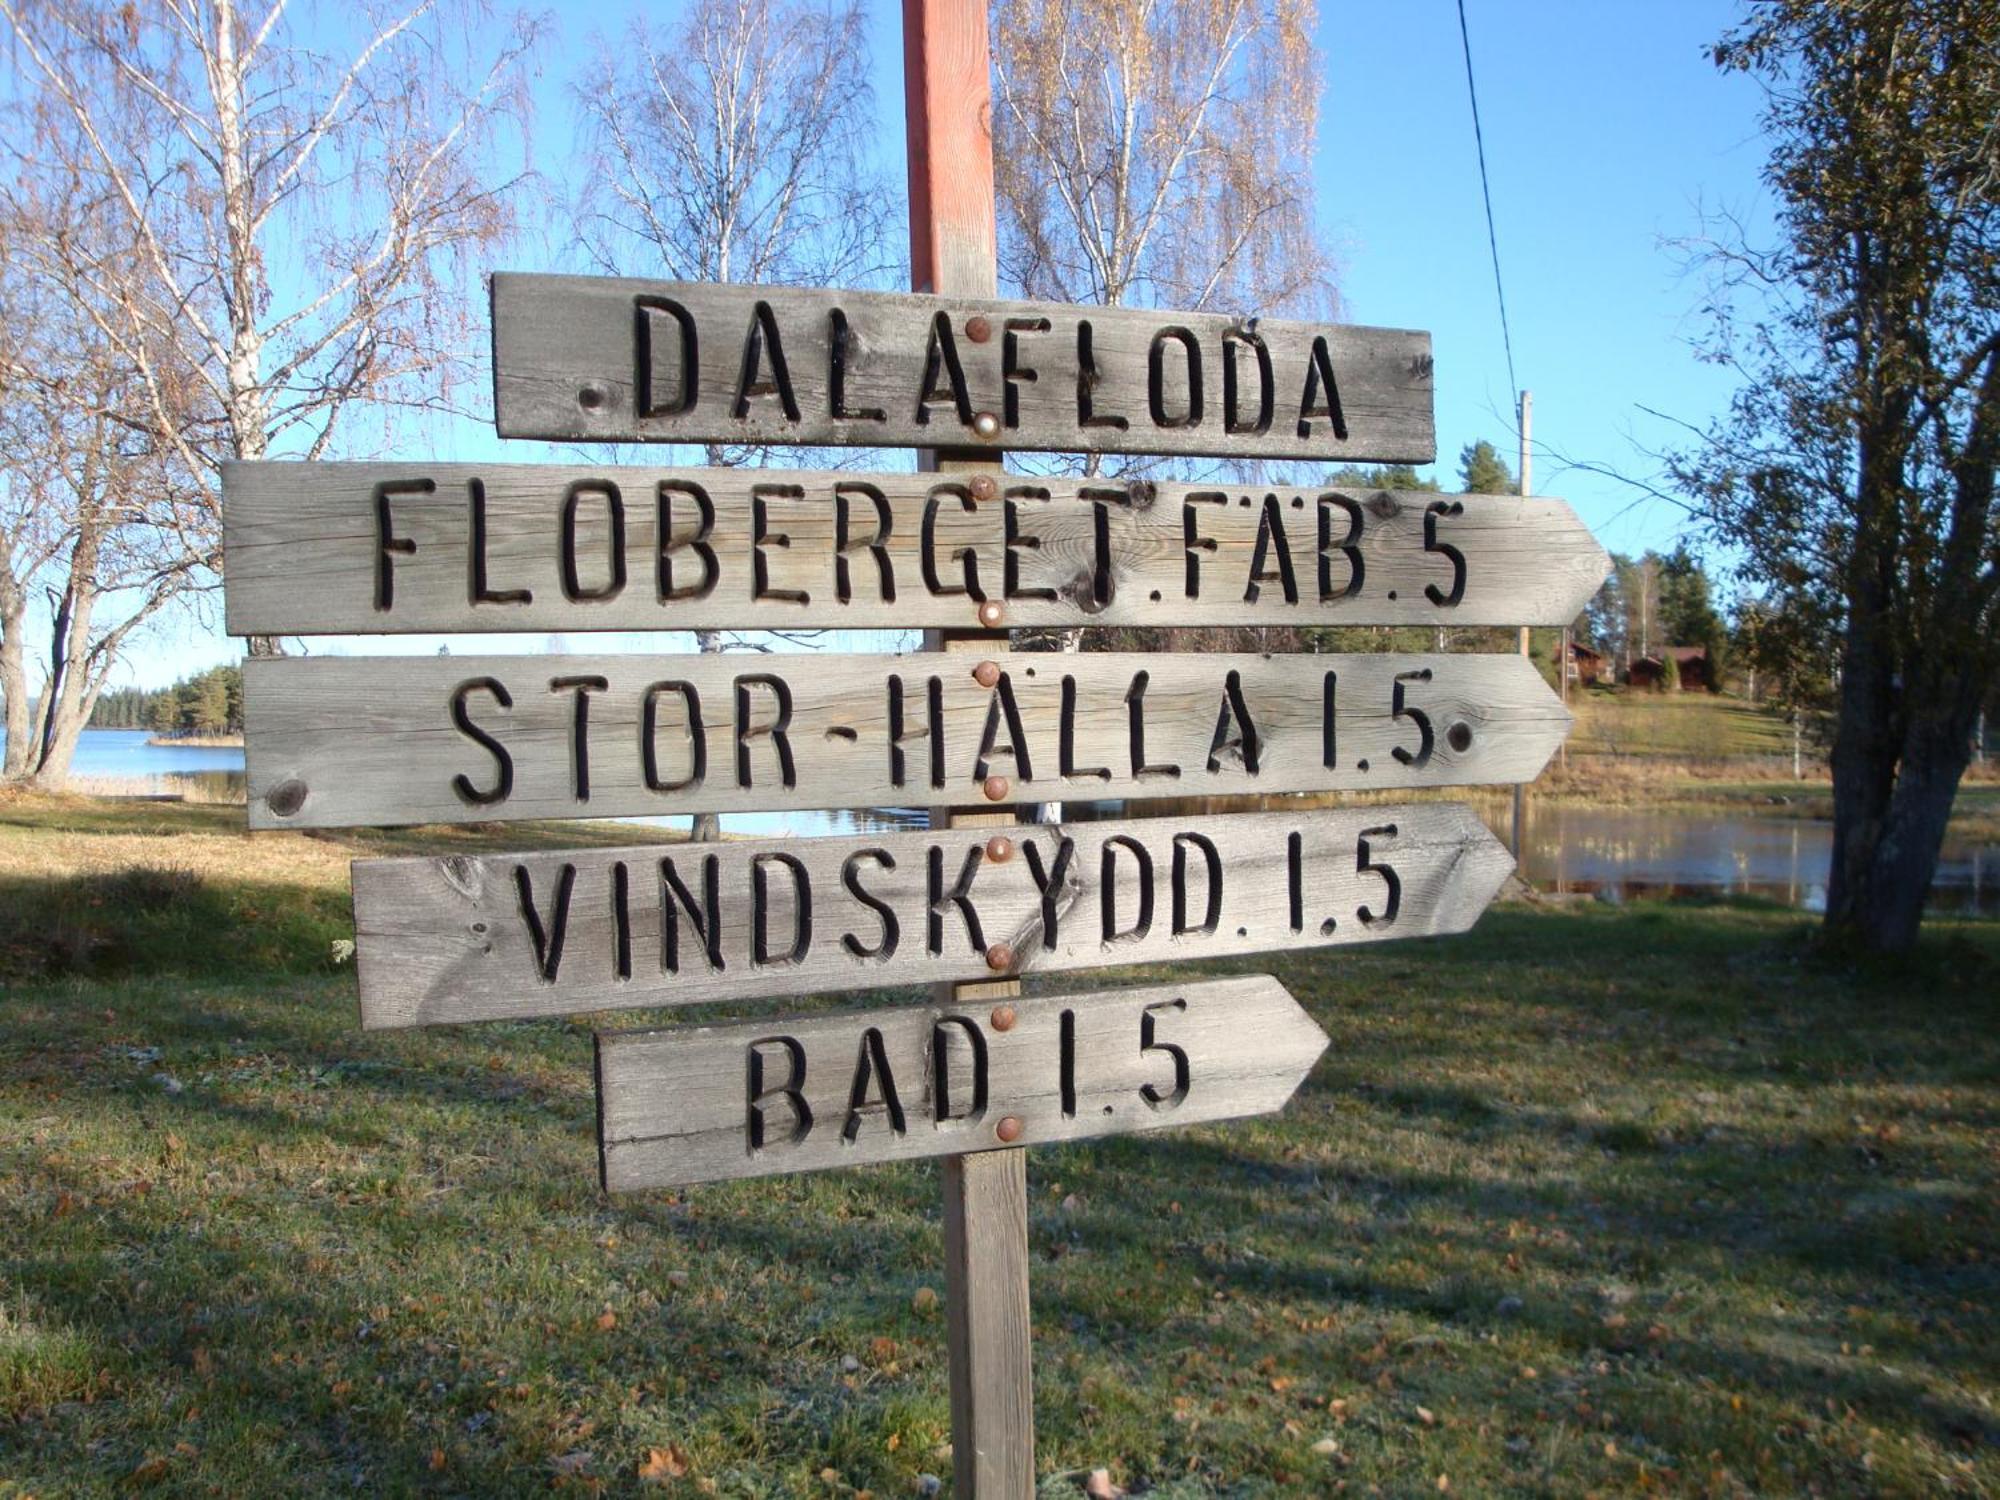 DALAFLODA
FLOBERGET.FÄB.5
STOR-HÄLLA 1.5
VINDSKYDD. 1.5
BAD 1.5